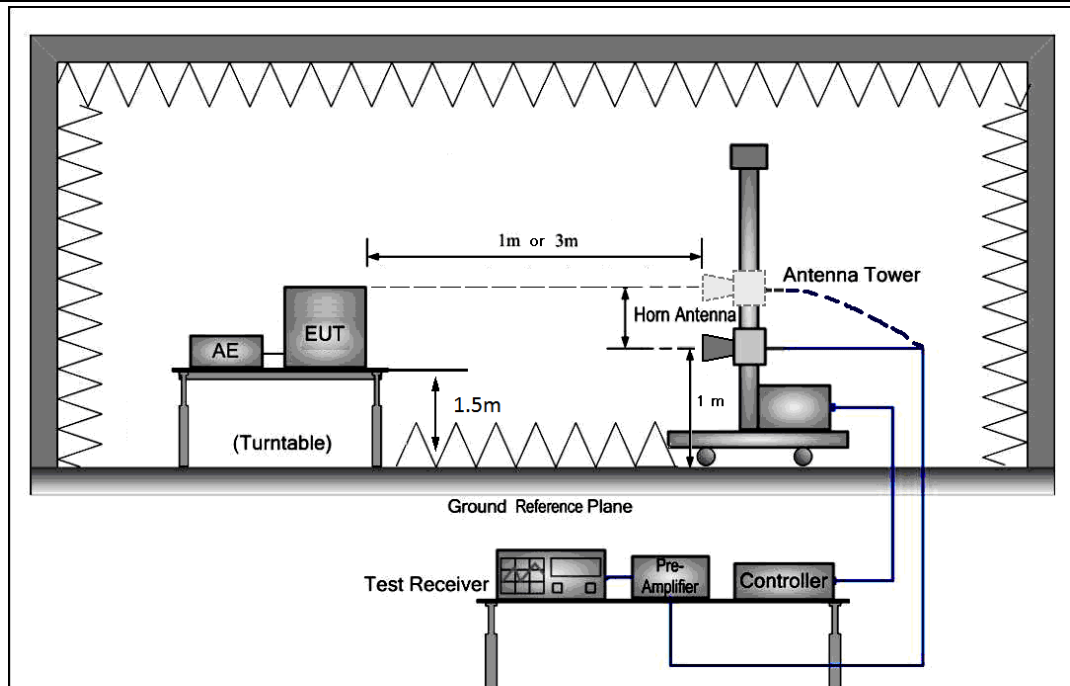 1m or 3m
Antenna Tower
Horn Antenna
EUT
AE
1.5m
1 m
(Turntable)
Ground Reference Plane
Test Receiver
Pre-
Amplifier
Controller